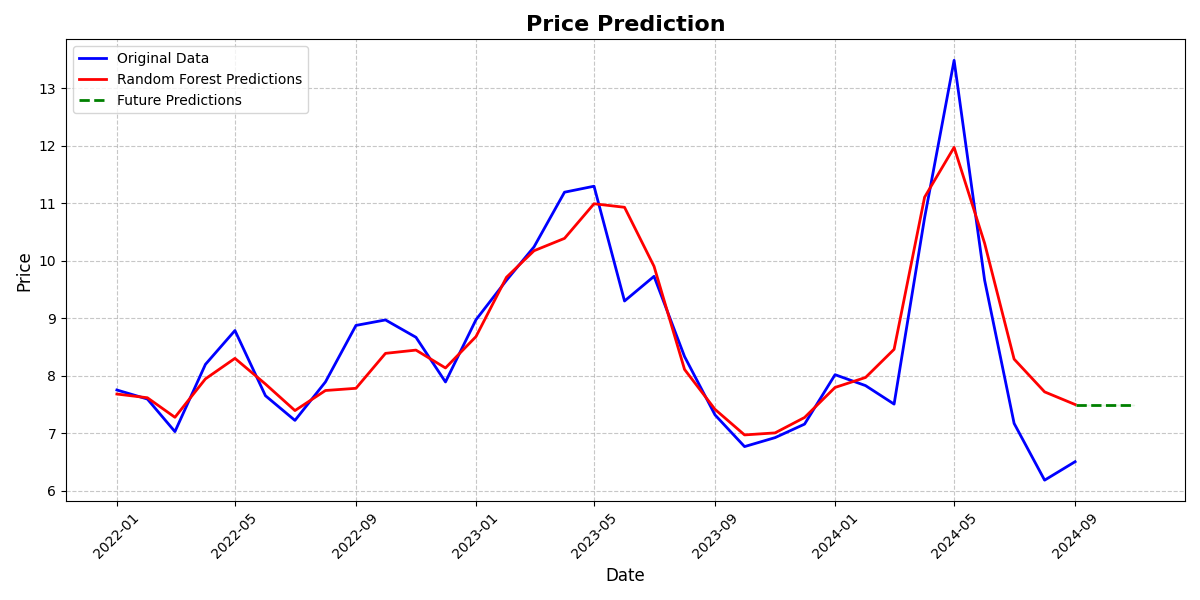 Price Prediction
Original Data
Random Forest Predictions
Future Predictions
Price
13
12
11
10
9
8
7
6
2022-01
2022-05
2022-09
2023-01
2023-05
2023-09
2024-01
2024-05
2024-09
Date